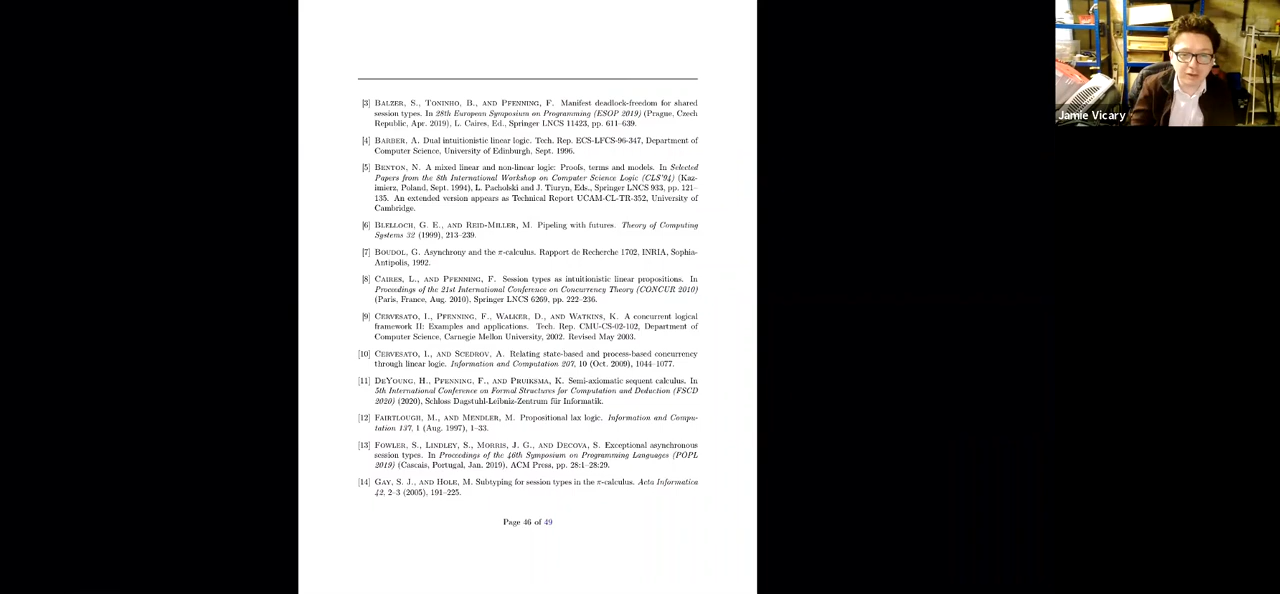 [3] BALZER, S., TONINHO, B., AND PFENNING, F. Manifest deadlock-freedom for shared
session types. In 28th European Symposium on Programming (ESOP 2019) (Prague, Czech
Republic, Apr. 2019), L. Caires, Ed., Springer LNCS 11423, pp. 611–639.
[4] BARBER, A. Dual intuitionistic linear logic. Tech. Rep. ECS-LFCS-96-347, Department of
Computer Science, University of Edinburgh, Sept. 1996.
[5] BENTON, N. A mixed linear and non-linear logic: Proofs, terms and models. In Selected
Papers from the 8th International Workshop on Computer Science Logic (CLS'94) (Kaz-
imierz, Poland, Sept. 1994), L. Pacholski and J. Tiuryn, Eds., Springer LNCS 933, pp. 121–
135. An extended version appears as Technical Report UCAM-CL-TR-352, University of
Cambridge.
[6] BLELLOCH, G. E., AND REID-MILLER, M. Pipeling with futures. Theory of Computing
Systems 32 (1999), 213–239.
[7] BOUDOL, G. Asynchrony and the π-calculus. Rapport de Recherche 1702, INRIA, Sophia-
Antipolis, 1992.
[8] CAIRES, L., AND PFENNING, F. Session types as intuitionistic linear propositions. In
Proceedings of the 21st International Conference on Concurrency Theory (CONCUR 2010)
(Paris, France, Aug. 2010), Springer LNCS 6269, pp. 222–236.
[9] CERVESATO, I., PFENNING, F., WALKER, D., AND WATKINS, K. A concurrent logical
framework II: Examples and applications. Tech. Rep. CMU-CS-02-102, Department of
Computer Science, Carnegie Mellon University, 2002. Revised May 2003.
[10] CERVESATO, I., AND SCEDROV, A. Relating state-based and process-based concurrency
through linear logic. Information and Computation 207, 10 (Oct. 2009), 1044–1077.
[11] DEYOUNG, H., PFENNING, F., AND PRUIKSMA, K. Semi-axiomatic sequent calculus. In
5th International Conference on Formal Structures for Computation and Deduction (FSCD
2020) (2020), Schloss Dagstuhl-Leibniz-Zentrum für Informatik.
[12] FAIRTLOUGH, M., AND MENDLER, M. Propositional lax logic. Information and Compu-
tation 137, 1 (Aug. 1997), 1–33.
[13] FOWLER, S., LINDLEY, S., MORRIS, J. G., AND DECOVA, S. Exceptional asynchronous
session types. In Proceedings of the 46th Symposium on Programming Languages (POPL
2019) (Cascais, Portugal, Jan. 2019), ACM Press, pp. 28:1–28:29.
[14] GAY, S. J., AND HOLE, M. Subtyping for session types in the π-calculus. Acta Informatica
42, 2–3 (2005), 191–225.
Page 46 of 49
Jamie Vicary